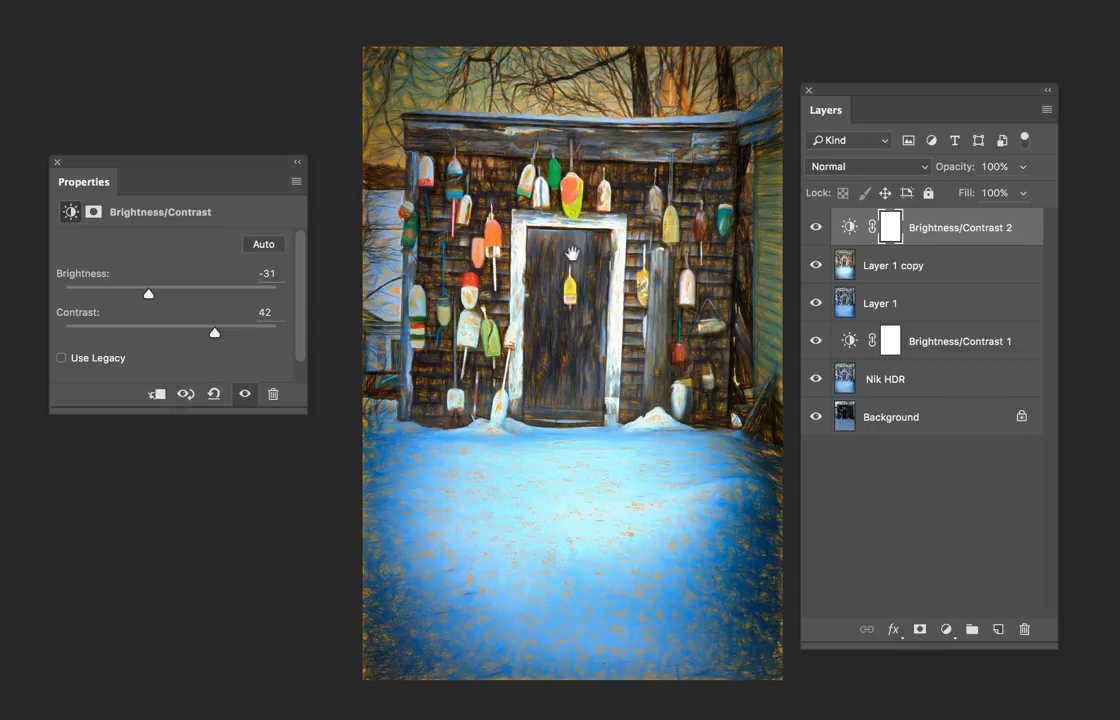 Properties
Brightness/Contrast
Auto
Brightness: -31
Contrast: 42
Use Legacy
Layers
Kind
Normal Opacity: 100%
Lock: Fill: 100%
Brightness/Contrast 2
Layer 1 copy
Layer 1
Brightness/Contrast 1
Nik HDR
Background
fx